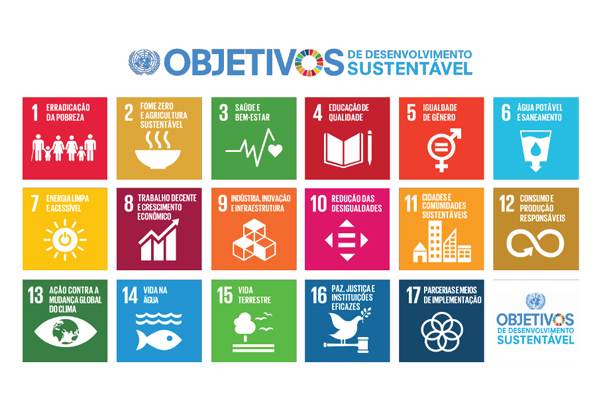 OBJETIVOS
DE DESENVOLVIMENTO
SUSTENTÁVEL
1 ERRADICAÇÃO
DA POBREZA
2 FOME ZERO
E AGRICULTURA
SUSTENTÁVEL
3 SAÚDE E
BEM-ESTAR
4 EDUCAÇÃO DE
QUALIDADE
5 IGUALDADE
DE GÊNERO
6 ÁGUA POTÁVEL
E SANEAMENTO
7 ENERGIA LIMPA
E ACESSÍVEL
8 TRABALHO DECENTE
E CRESCIMENTO
ECONÔMICO
9 INDÚSTRIA, INOVAÇÃO
E INFRAESTRUTURA
10 REDUÇÃO DAS
DESIGUALDADES
11 CIDADES E
COMUNIDADES
SUSTENTÁVEIS
12 CONSUMO E
PRODUÇÃO
RESPONSÁVEIS
13 AÇÃO CONTRA A
MUDANÇA GLOBAL
DO CLIMA
14 VIDA NA
ÁGUA
15 VIDA
TERRESTRE
16 PAZ, JUSTIÇA E
INSTITUIÇÕES
EFICAZES
17 PARCERIAS E MEIOS
DE IMPLEMENTAÇÃO
OBJETIVOS
DE DESENVOLVIMENTO
SUSTENTÁVEL